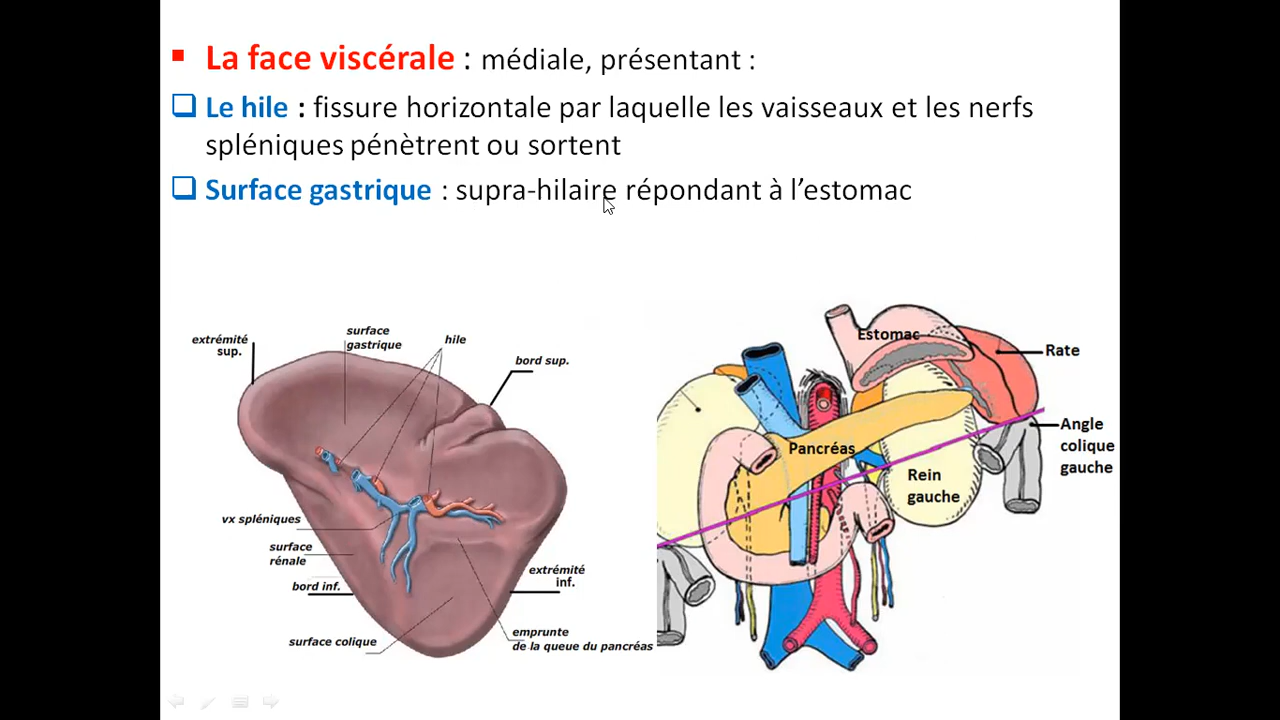 La face viscérale : médiale, présentant :
Le hile : fissure horizontale par laquelle les vaisseaux et les nerfs
spléniques pénètrent ou sortent
Surface gastrique : supra-hilaire répondant à l’estomac
extrémité
sup.
surface
gastrique
hile
bord sup.
vx spléniques
surface
rénale
bord inf.
surface colique
extrémité
inf.
emprunte
de la queue du pancréas
Estomac
Rate
Angle
colique
gauche
Pancréas
Rein
gauche